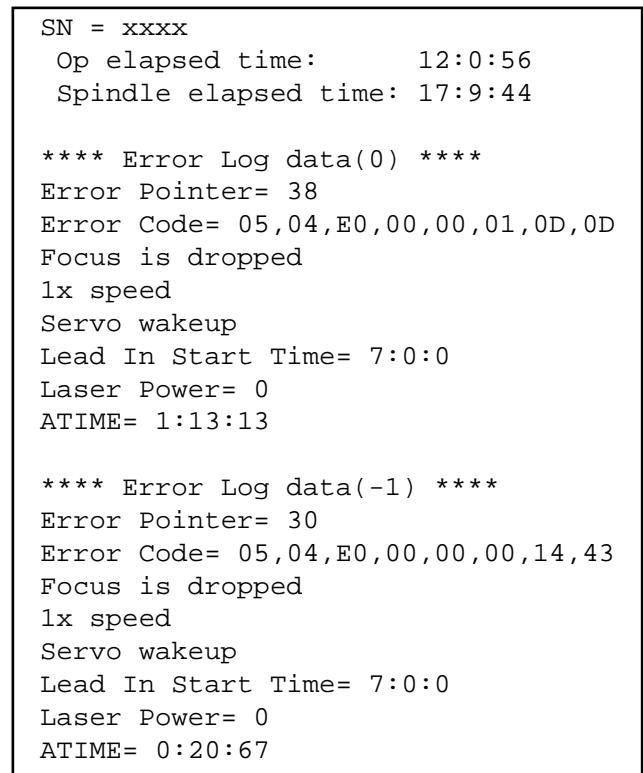 SN = xxxx
Op elapsed time: 12:0:56
Spindle elapsed time: 17:9:44
**** Error Log data(0) ****
Error Pointer= 38
Error Code= 05,04,E0,00,00,01,0D,0D
Focus is dropped
1x speed
Servo wakeup
Lead In Start Time= 7:0:0
Laser Power= 0
ATIME= 1:13:13
**** Error Log data(-1) ****
Error Pointer= 30
Error Code= 05,04,E0,00,00,00,14,43
Focus is dropped
1x speed
Servo wakeup
Lead In Start Time= 7:0:0
Laser Power= 0
ATIME= 0:20:67